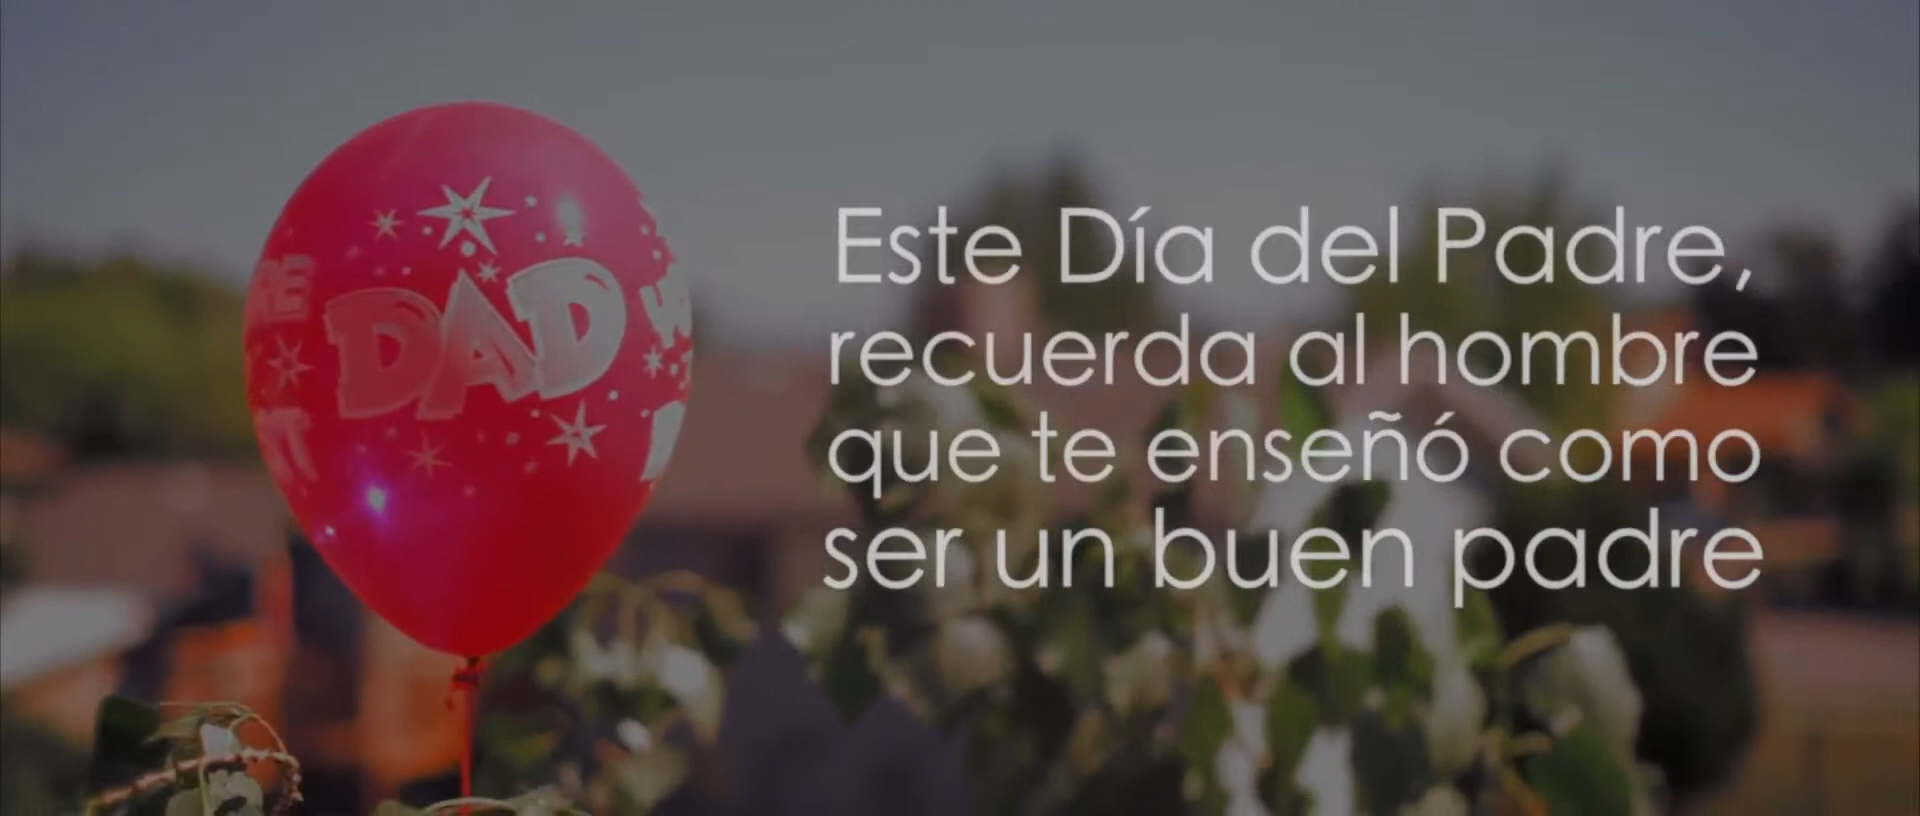 DAD
Este Día del Padre,
recuerda al hombre
que te enseñó como
ser un buen padre